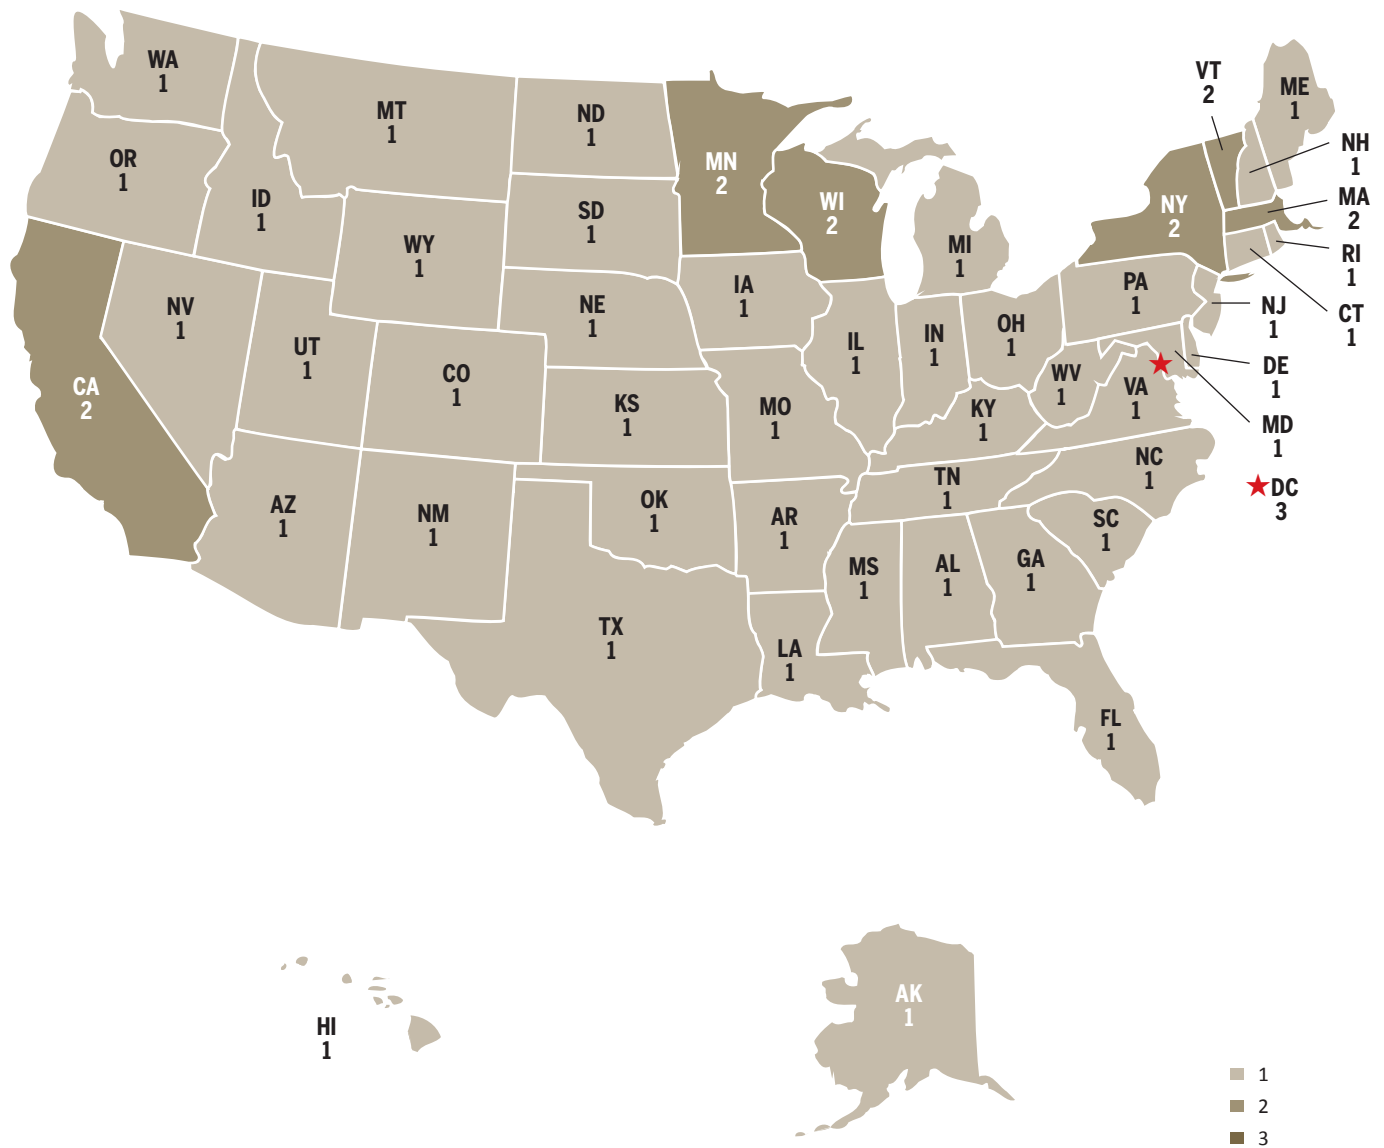 WA
1
MT
1
ND
1
MN
2
VT
2
ME
1
OR
1
ID
1
WY
1
SD
1
WI
2
MI
1
NY
2
NH
1
MA
2
RI
1
CT
1
NV
1
UT
1
CO
1
NE
1
IA
1
IL
1
IN
1
OH
1
PA
1
NJ
1
DE
1
MD
1
CA
2
KS
1
MO
1
KY
1
WV
1
VA
1
DC
3
AZ
1
NM
1
OK
1
AR
1
TN
1
NC
1
SC
1
TX
1
LA
1
MS
1
AL
1
GA
1
FL
1
HI
1
AK
1
1
2
3